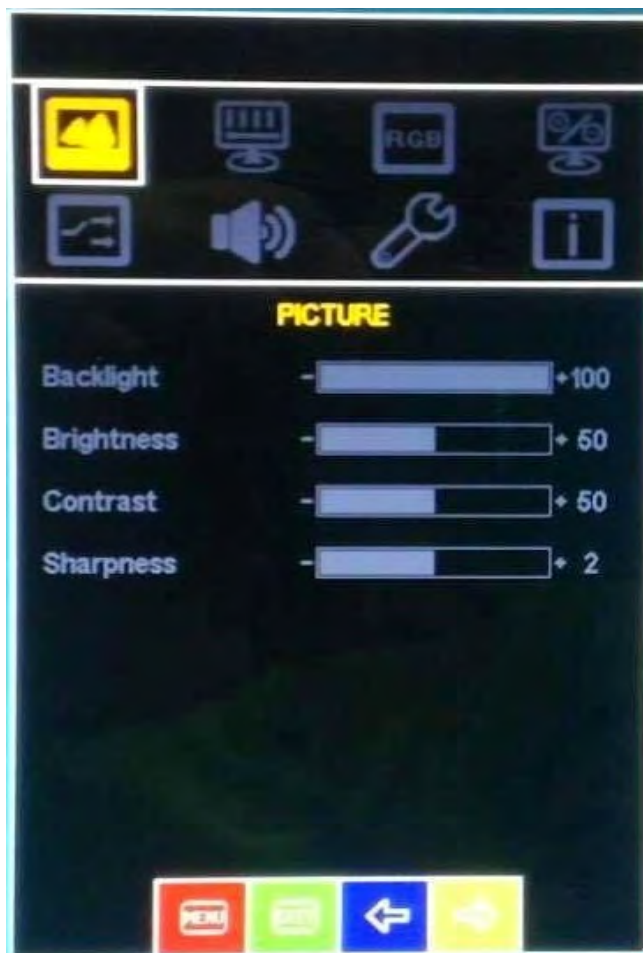 RGB
PICTURE
Backlight - + 100
Brightness - + 50
Contrast - + 50
Sharpness - + 2
MENU